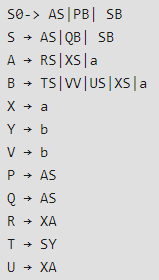 S0-> AS|PB| SB
S → AS|QB| SB
A → RS|XS|a
B → TS|VV|US|XS|a
X → a
Y → b
V → b
P → AS
Q → AS
R → XA
T → SY
U → XA